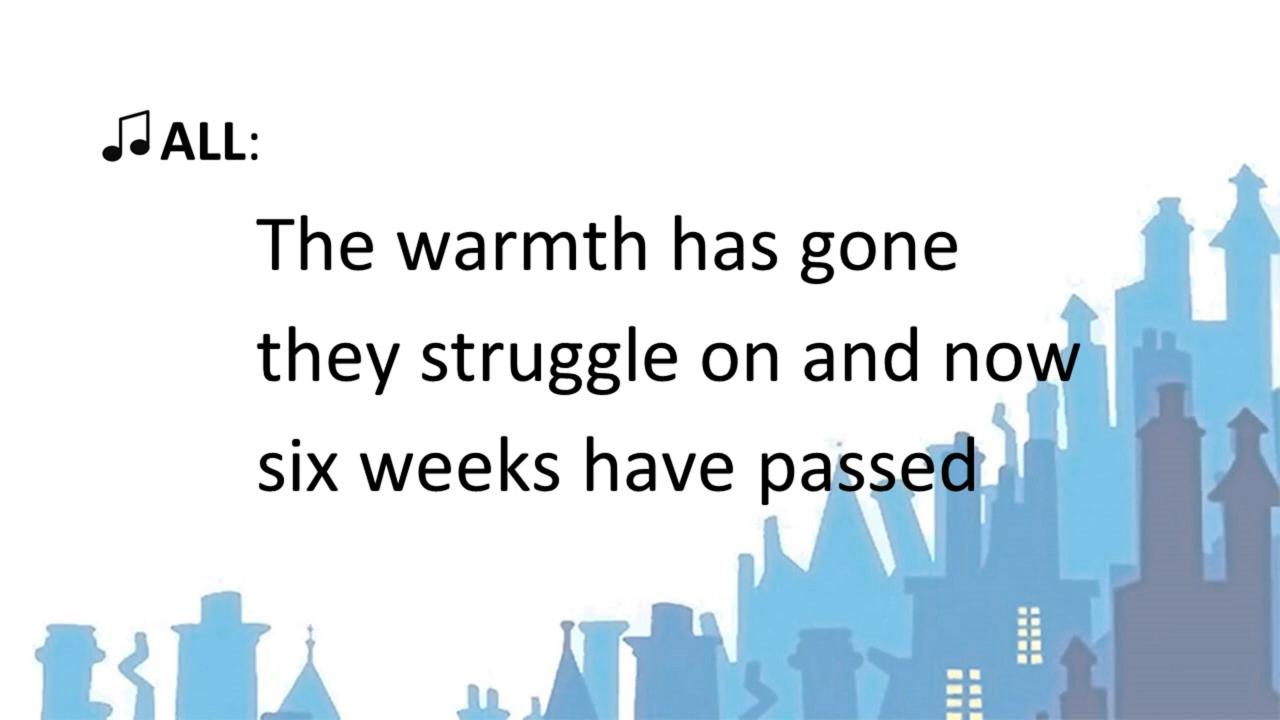 ♫ ALL:
The warmth has gone
they struggle on and now
six weeks have passed